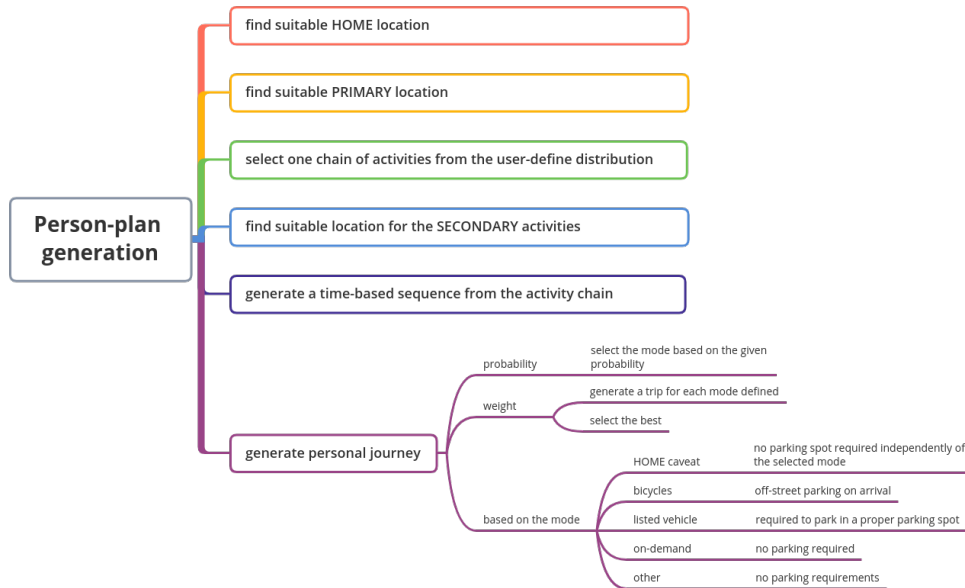 Person-plan
generation
find suitable HOME location
find suitable PRIMARY location
select one chain of activities from the user-define distribution
find suitable location for the SECONDARY activities
generate a time-based sequence from the activity chain
generate personal journey
probability
select the mode based on the given
probability
weight
generate a trip for each mode defined
select the best
based on the mode
HOME caveat
no parking spot required independently of
the selected mode
bicycles
off-street parking on arrival
listed vehicle
required to park in a proper parking spot
on-demand
no parking required
other
no parking requirements